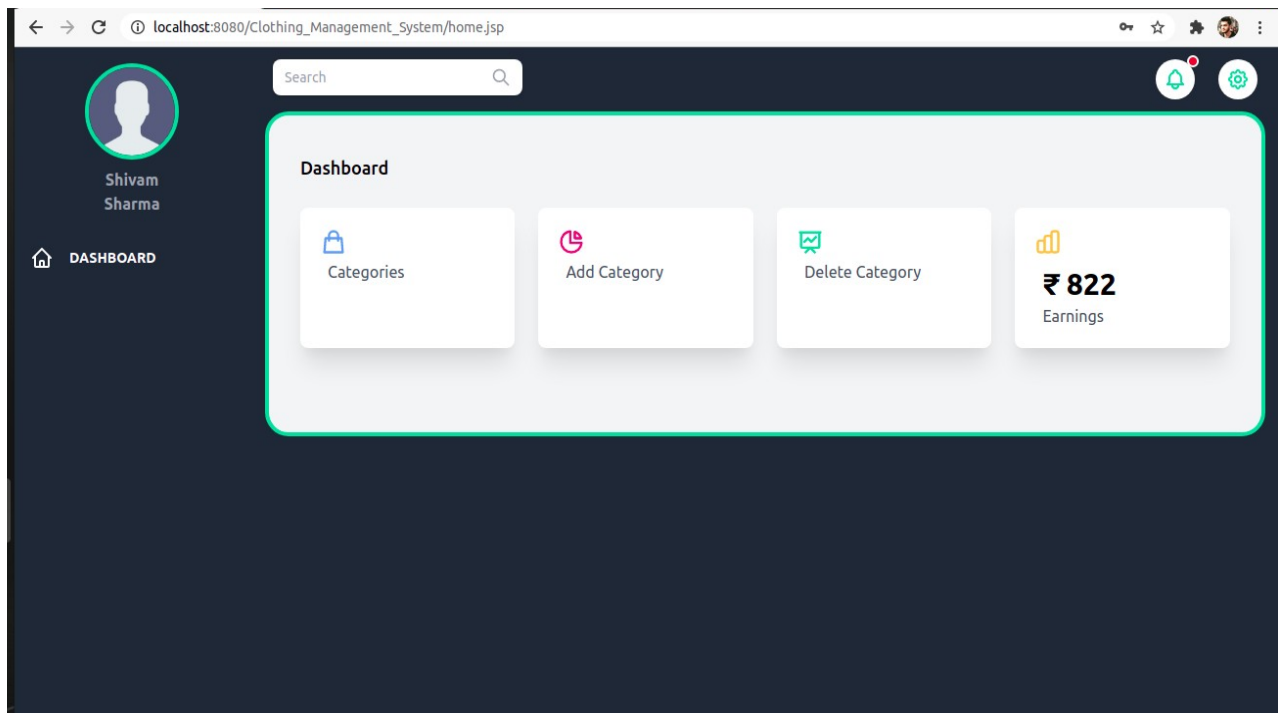 localhost:8080/Clothing_Management_System/home.jsp
Search
Shivam
Sharma
DASHBOARD
Dashboard
Categories
Add Category
Delete Category
₹ 822
Earnings